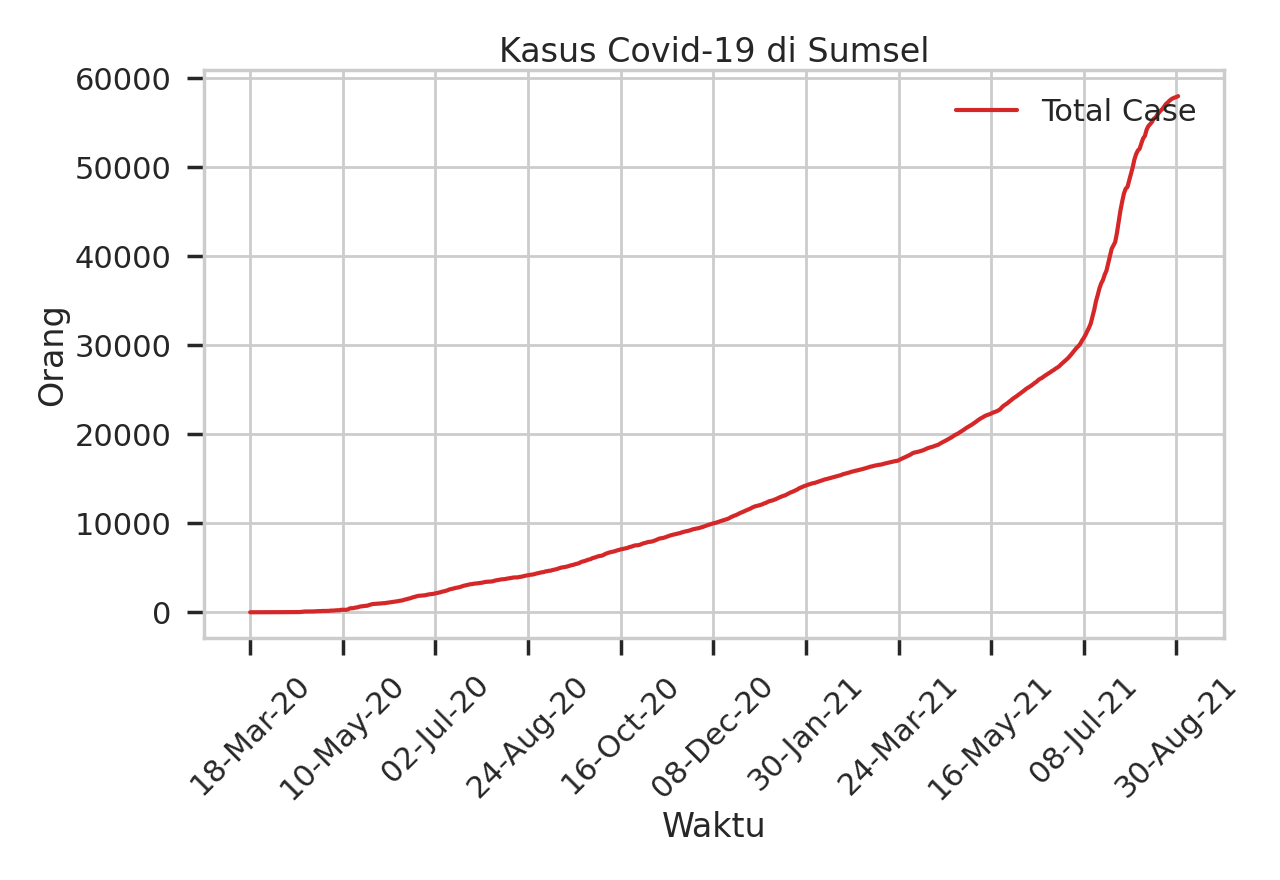 Kasus Covid-19 di Sumsel
Total Case
60000
50000
40000
30000
20000
10000
0
Orang
18-Mar-20
10-May-20
02-Jul-20
24-Aug-20
16-Oct-20
08-Dec-20
30-Jan-21
24-Mar-21
16-May-21
08-Jul-21
30-Aug-21
Waktu